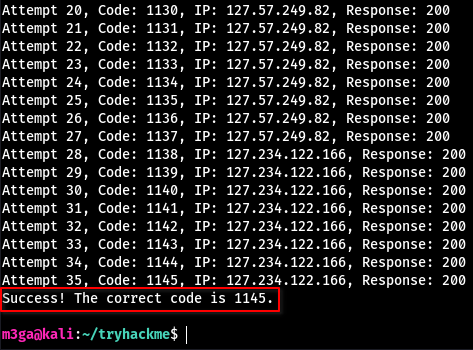 Attempt 20, Code: 1130, IP: 127.57.249.82, Response: 200
Attempt 21, Code: 1131, IP: 127.57.249.82, Response: 200
Attempt 22, Code: 1132, IP: 127.57.249.82, Response: 200
Attempt 23, Code: 1133, IP: 127.57.249.82, Response: 200
Attempt 24, Code: 1134, IP: 127.57.249.82, Response: 200
Attempt 25, Code: 1135, IP: 127.57.249.82, Response: 200
Attempt 26, Code: 1136, IP: 127.57.249.82, Response: 200
Attempt 27, Code: 1137, IP: 127.57.249.82, Response: 200
Attempt 28, Code: 1138, IP: 127.234.122.166, Response: 200
Attempt 29, Code: 1139, IP: 127.234.122.166, Response: 200
Attempt 30, Code: 1140, IP: 127.234.122.166, Response: 200
Attempt 31, Code: 1141, IP: 127.234.122.166, Response: 200
Attempt 32, Code: 1142, IP: 127.234.122.166, Response: 200
Attempt 33, Code: 1143, IP: 127.234.122.166, Response: 200
Attempt 34, Code: 1144, IP: 127.234.122.166, Response: 200
Attempt 35, Code: 1145, IP: 127.234.122.166, Response: 200
Success! The correct code is 1145.
m3ga@kali:~/tryhackme$